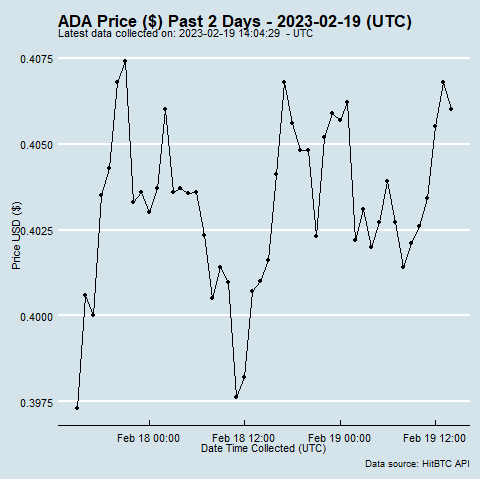 ADA Price ($) Past 2 Days - 2023-02-19 (UTC)
Latest data collected on: 2023-02-19 14:04:29 - UTC
0.4075
0.4050
0.4025
0.4000
0.3975
Price USD ($)
Feb 18 00:00 Feb 18 12:00 Feb 19 00:00 Feb 19 12:00
Date Time Collected (UTC)
Data source: HitBTC API